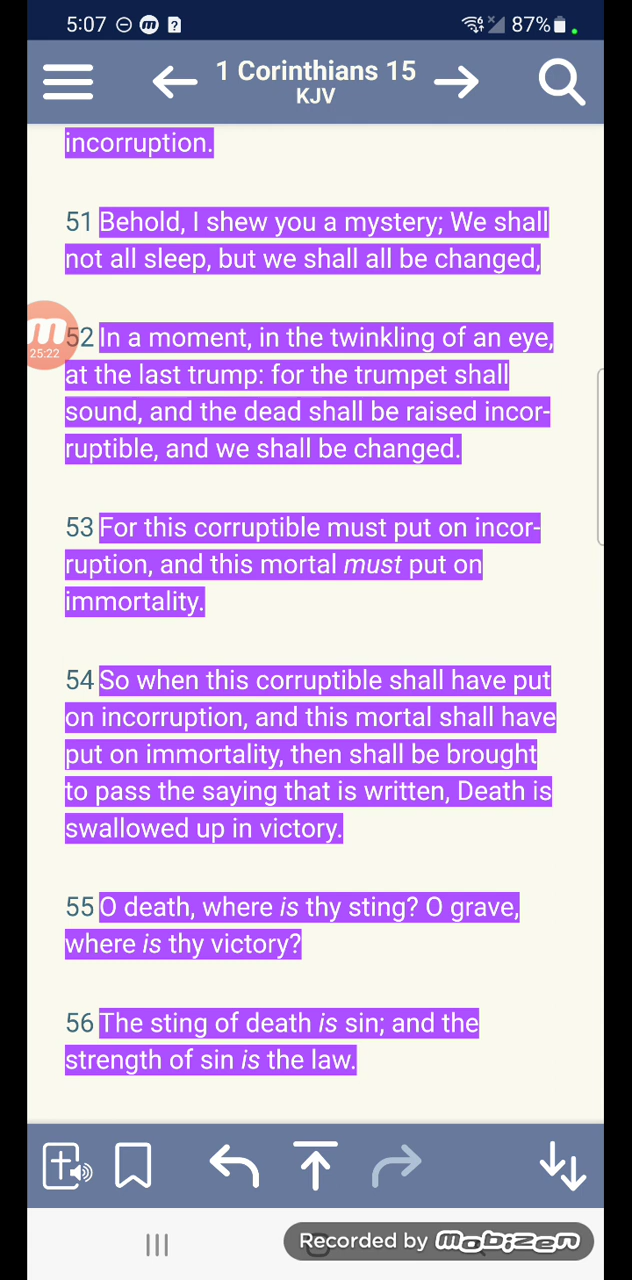 5:07
87%
1 Corinthians 15
KJV
incorruption.
51 Behold, I shew you a mystery; We shall
not all sleep, but we shall all be changed,
25:22
52 In a moment, in the twinkling of an eye,
at the last trump: for the trumpet shall
sound, and the dead shall be raised incor-
ruptible, and we shall be changed.
53 For this corruptible must put on incor-
ruption, and this mortal must put on
immortality.
54 So when this corruptible shall have put
on incorruption, and this mortal shall have
put on immortality, then shall be brought
to pass the saying that is written, Death is
swallowed up in victory.
55 O death, where is thy sting? O grave,
where is thy victory?
56 The sting of death is sin; and the
strength of sin is the law.
Recorded by mobizen